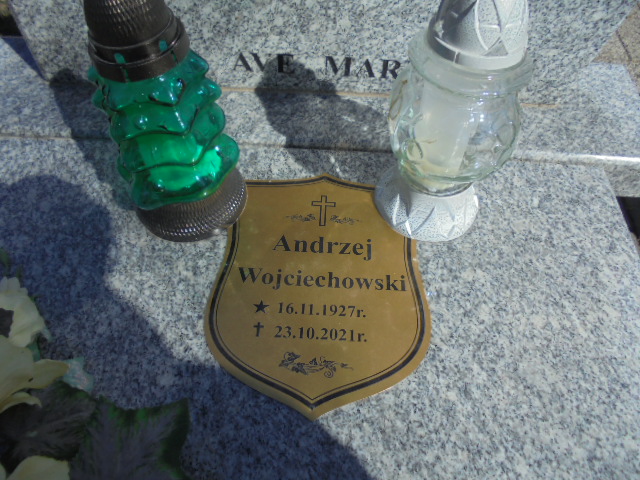 AVE MAR
Andrzej
Wojciechowski
★ 16.11.1927r.
✝ 23.10.2021r.